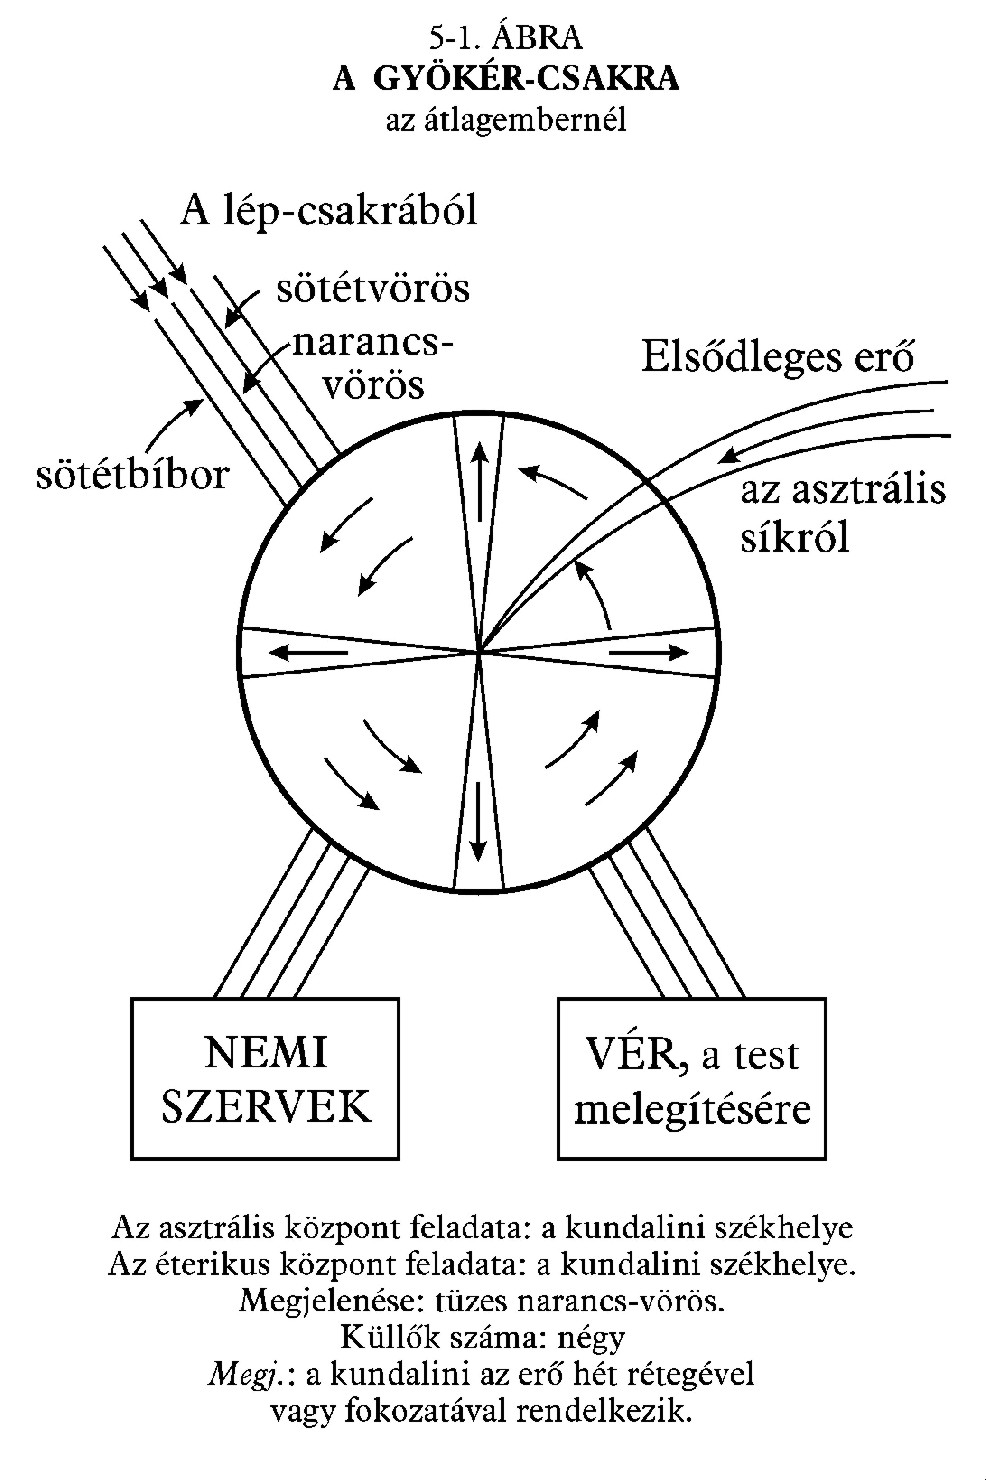 5-1. ÁBRA
A GYÖKÉR-CSAKRA
az átlagembernél
A lép-csakrából
sötétvörös
narancs-
vörös
sötétbíbor
Elsődleges erő
az asztrális
síkról
NEMI
SZERVEK
VÉR, a test
melegítésére
Az asztrális központ feladata: a kundalini székhelye
Az éterikus központ feladata: a kundalini székhelye.
Megjelenése: tüzes narancs-vörös.
Küllők száma: négy
Megj.: a kundalini az erő hét rétegével
vagy fokozatával rendelkezik.